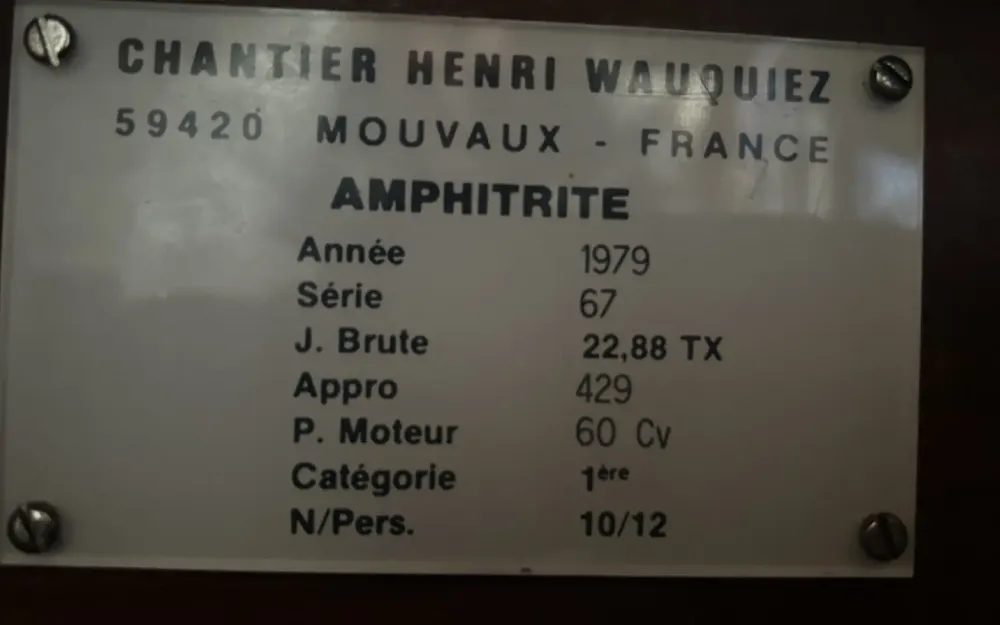 CHANTIER HENRI WAUQUIEZ
59420 MOUVAUX - FRANCE
AMPHITRITE
Année 1979
Série 67
J. Brute 22,88 TX
Appro 429
P. Moteur 60 Cv
Catégorie 1ère
N/Pers. 10/12